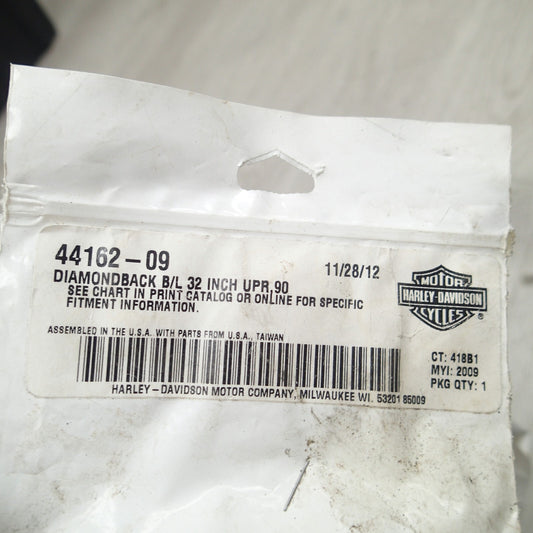 44162-09 11/28/12
DIAMONDBACK B/L 32 INCH UPR,90
SEE CHART IN PRINT CATALOG OR ONLINE FOR SPECIFIC
FITMENT INFORMATION.
MOTOR
HARLEY-DAVIDSON
CYCLES®
ASSEMBLED IN THE U.S.A. WITH PARTS FROM U.S.A., TAIWAN
CT: 418B1
MYI: 2009
PKG QTY: 1
HARLEY-DAVIDSON MOTOR COMPANY, MILWAUKEE WI. 53201 85009